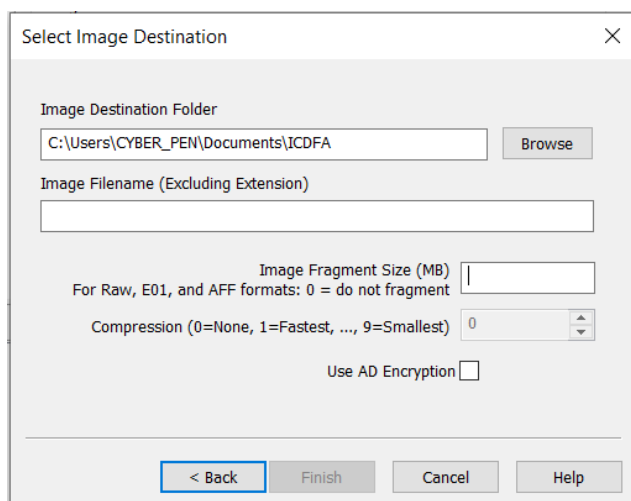 Select Image Destination
Image Destination Folder
C:\Users\CYBER_PEN\Documents\ICDFA
Browse
Image Filename (Excluding Extension)
Image Fragment Size (MB)
For Raw, E01, and AFF formats: 0 = do not fragment
Compression (0=None, 1=Fastest, ..., 9=Smallest)
0
Use AD Encryption
< Back
Finish
Cancel
Help